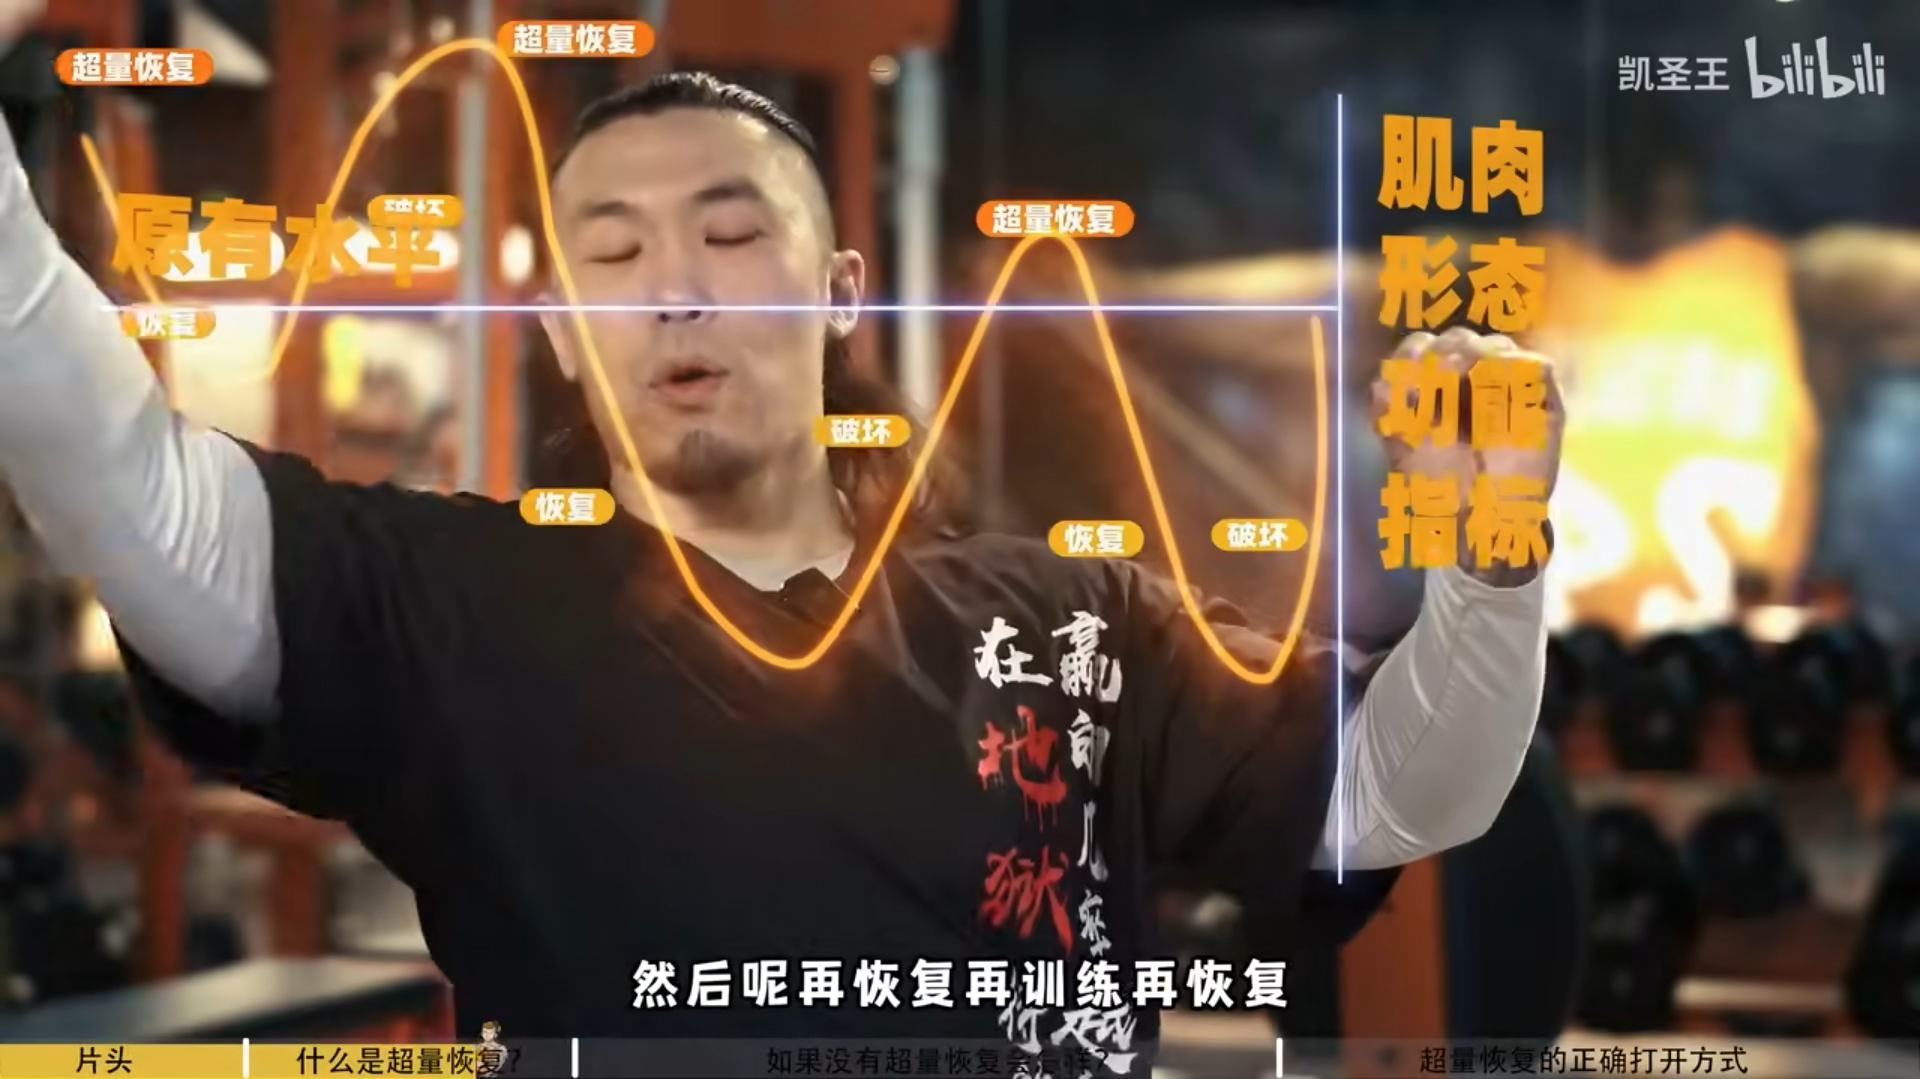 超量恢复
超量恢复
凯圣王 bilibili
原有水平
破坏
恢复
超量恢复
肌肉
形态
功能
指标
破坏
恢复
恢复
破坏
在
地
狱
赢
然后呢再恢复再训练再恢复
片头
什么是超量恢复?
如果没有超量恢复会怎样?
超量恢复的正确打开方式